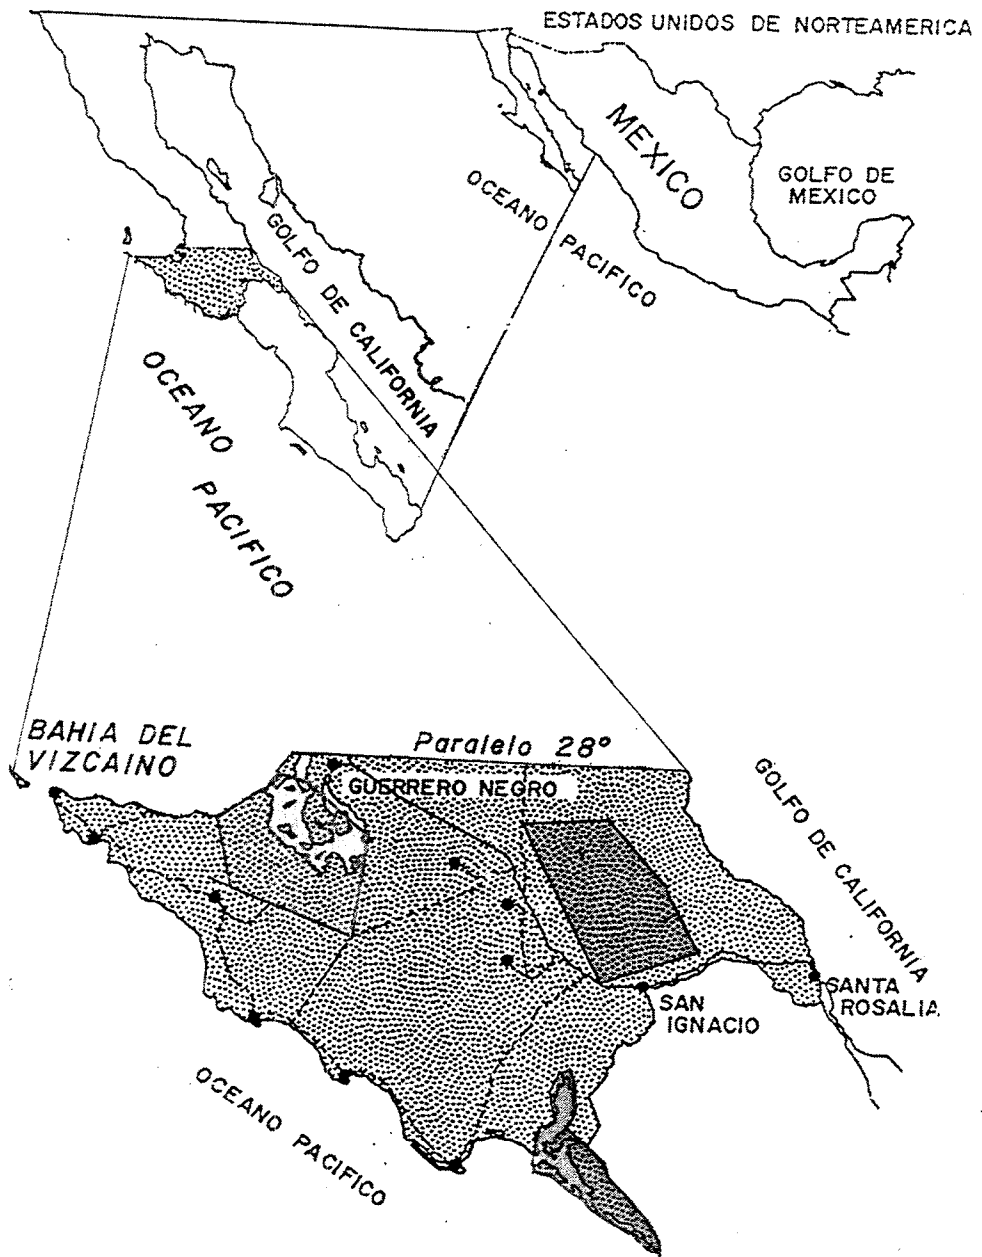 ESTADOS UNIDOS DE NORTEAMERICA
MEXICO
GOLFO DE
MEXICO
OCEANO PACIFICO
GOLFO DE CALIFORNIA
OCEANO PACIFICO
BAHIA DEL
VIZCAINO
Paralelo 28°
GUERRERO NEGRO
GOLFO DE CALIFORNIA
SANTA
ROSALIA
SAN
IGNACIO
OCEANO PACIFICO